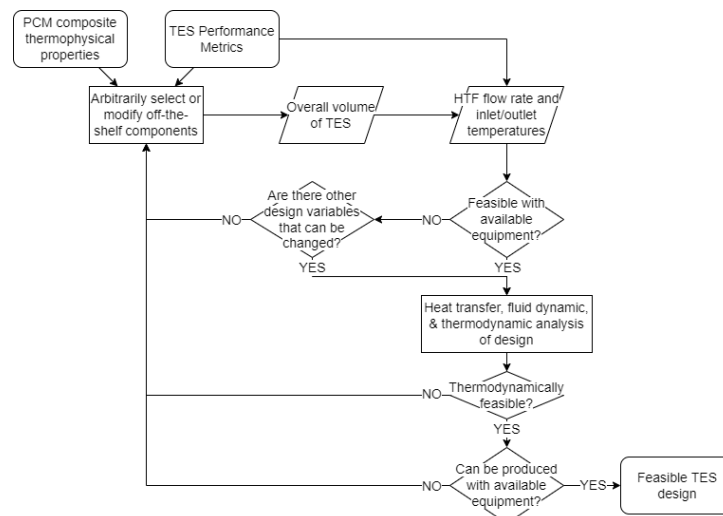 PCM composite
thermophysical
properties
TES Performance
Metrics
Arbitrarily select or
modify off-the-
shelf components
Overall volume
of TES
HTF flow rate and
inlet/outlet
temperatures
Are there other
design variables
that can be
changed?
NO
NO
Feasible with
available
equipment?
YES
YES
Heat transfer, fluid dynamic,
& thermodynamic analysis
of design
NO
Thermodynamically
feasible?
YES
NO
Can be produced
with available
equipment?
YES
Feasible TES
design